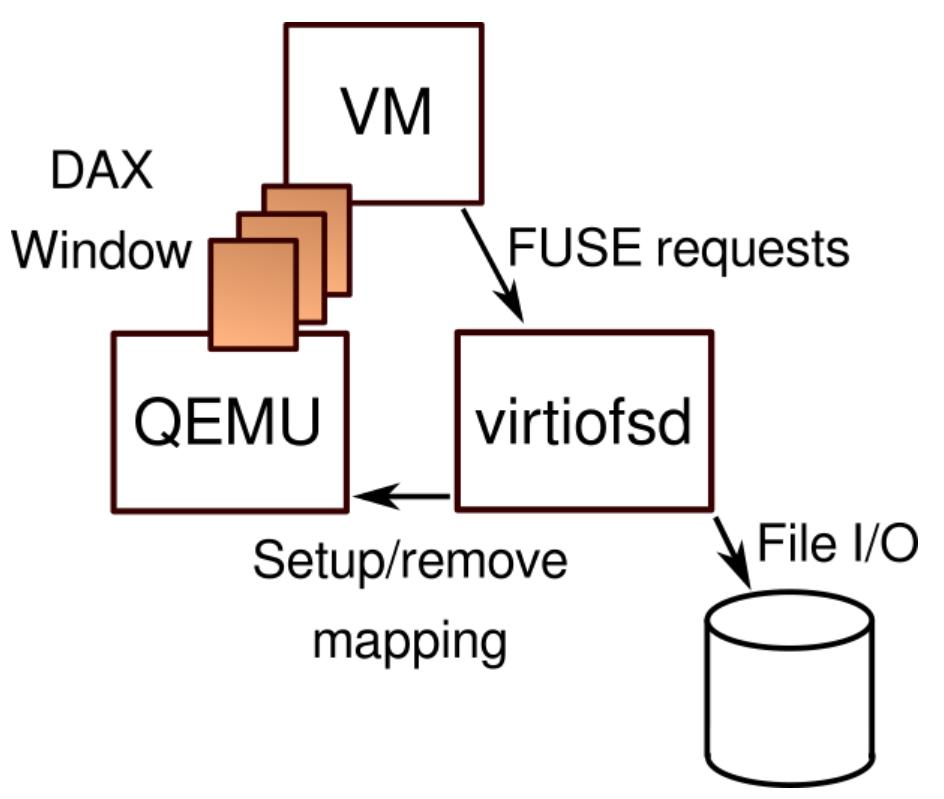 VM
DAX
Window
FUSE requests
QEMU
virtiofsd
Setup/remove
mapping
File I/O